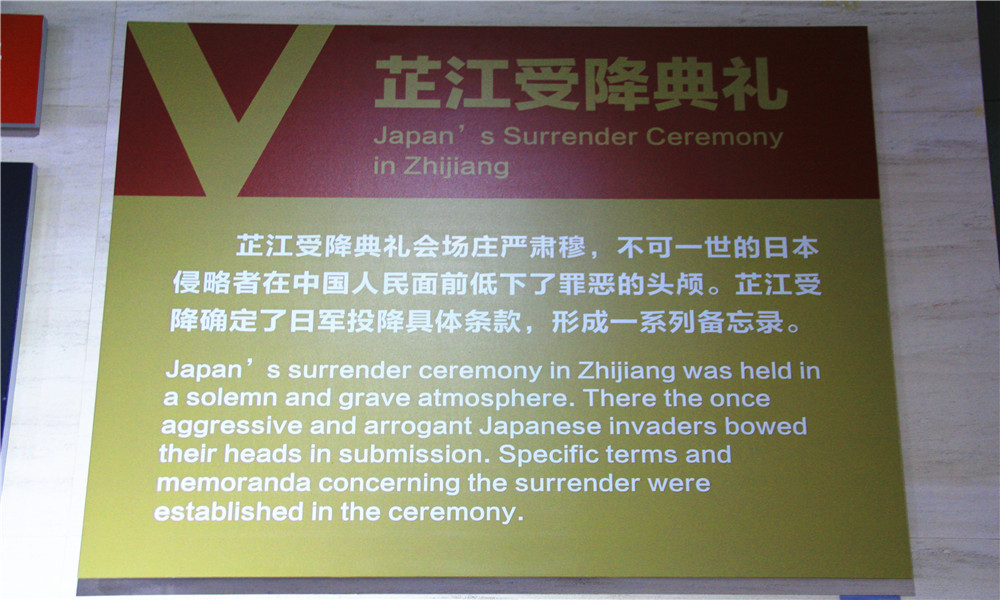 芷江受降典礼
Japan’s Surrender Ceremony
in Zhijiang
芷江受降典礼会场庄严肃穆，不可一世的日本
侵略者在中国人民面前低下了罪恶的头颅。芷江受
降确定了日军投降具体条款，形成一系列备忘录。
Japan’s surrender ceremony in Zhijiang was held in
a solemn and grave atmosphere. There the once
aggressive and arrogant Japanese invaders bowed
their heads in submission. Specific terms and
memoranda concerning the surrender were
established in the ceremony.